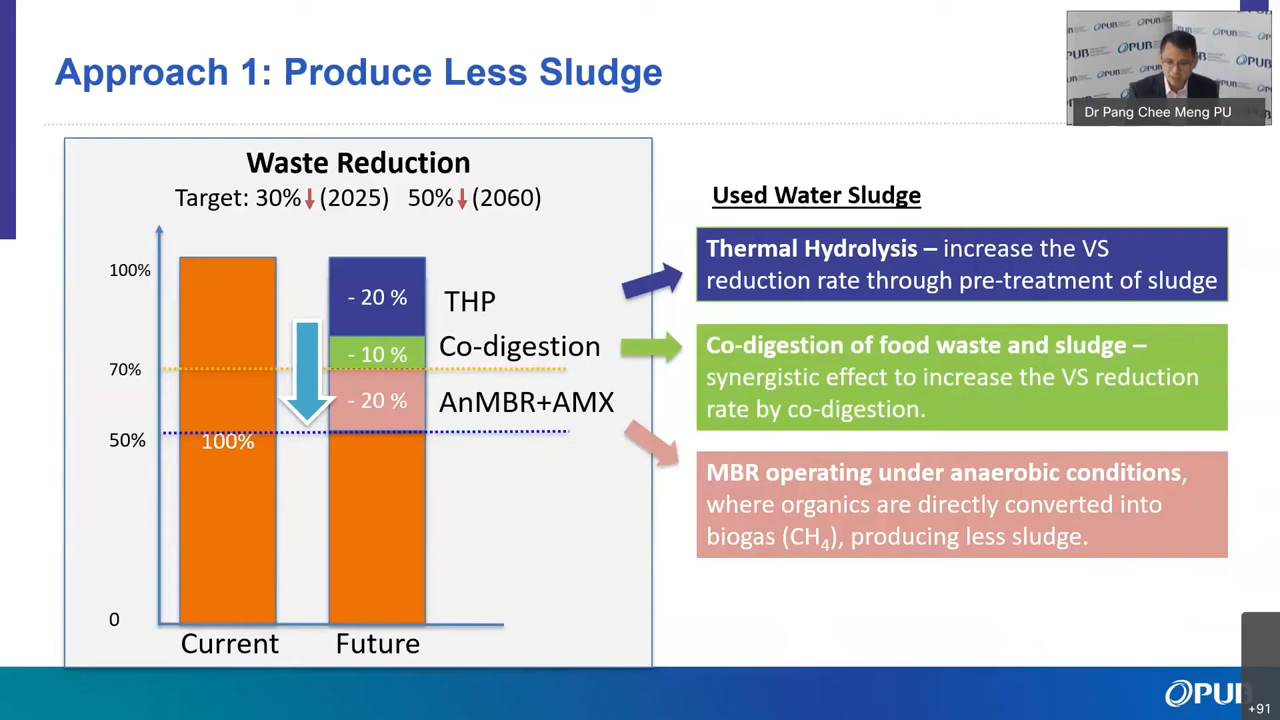 Approach 1: Produce Less Sludge
PUB
Dr Pang Chee Meng PU
Waste Reduction
Target: 30%↓(2025) 50%↓(2060)
100%
70%
50%
0
100%
- 20 %
- 10 %
- 20 %
THP
Co-digestion
AnMBR+AMX
Current
Future
Used Water Sludge
Thermal Hydrolysis – increase the VS
reduction rate through pre-treatment of sludge
Co-digestion of food waste and sludge –
synergistic effect to increase the VS reduction
rate by co-digestion.
MBR operating under anaerobic conditions,
where organics are directly converted into
biogas (CH₄), producing less sludge.
PUB
+91